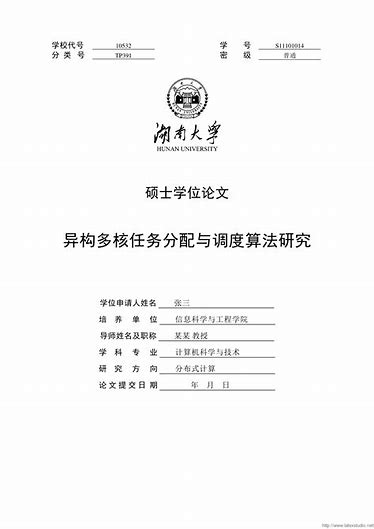 学校代号 10532 学号 S11101014
分类号 TP391 密级 普通
湖南大学
HUNAN UNIVERSITY
硕士学位论文
异构多核任务分配与调度算法研究
学位申请人姓名 张三
培养单位 信息科学与工程学院
导师姓名及职称 某某 教授
学科专业 计算机科学与技术
研究方向 分布式计算
论文提交日期 年 月 日
http://www.latexstudio.net